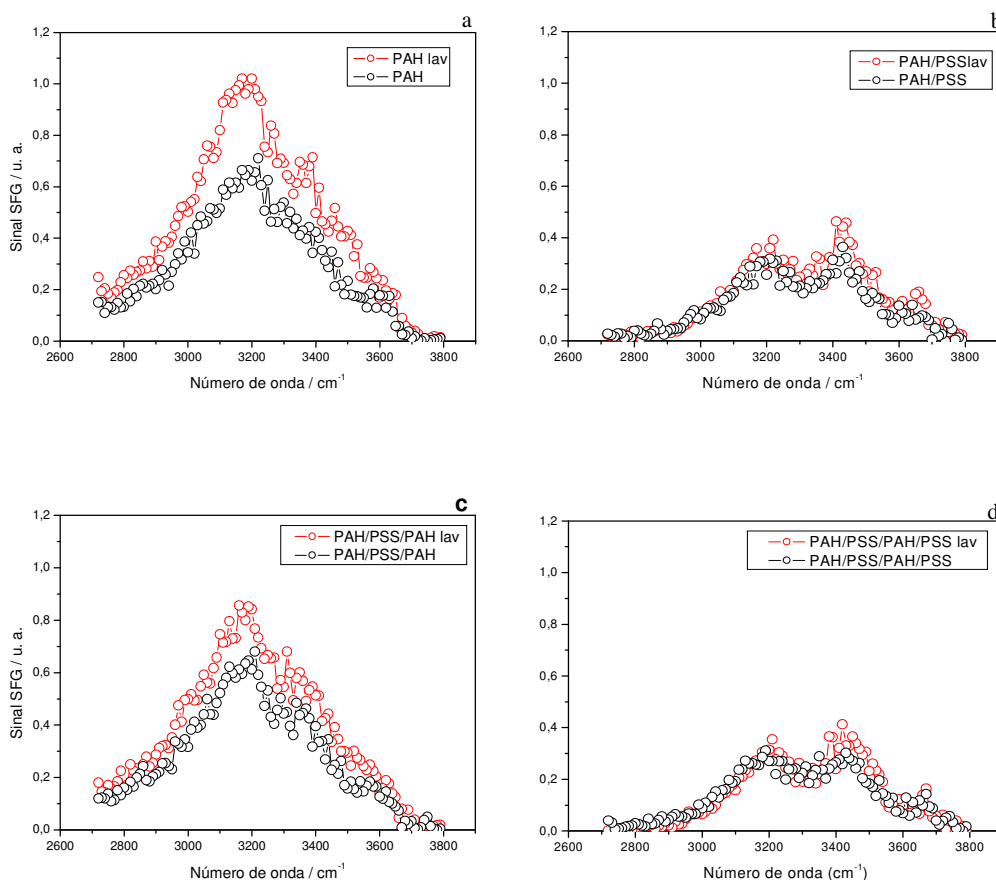 a
PAH lav
PAH
1,2
1,0
0,8
0,6
0,4
0,2
0,0
Sinal SFG / u. a.
2600 2800 3000 3200 3400 3600 3800
Número de onda / cm-1
b
PAH/PSSlav
PAH/PSS
1,2
1,0
0,8
0,6
0,4
0,2
0,0
2600 2800 3000 3200 3400 3600 3800
Número de onda / cm-1
c
PAH/PSS/PAH lav
PAH/PSS/PAH
1,2
1,0
0,8
0,6
0,4
0,2
0,0
Sinal SFG / u. a.
2600 2800 3000 3200 3400 3600 3800
Número de onda / cm-1
d
PAH/PSS/PAH/PSS lav
PAH/PSS/PAH/PSS
1,2
1,0
0,8
0,6
0,4
0,2
0,0
2600 2800 3000 3200 3400 3600 3800
Número de onda (cm-1)